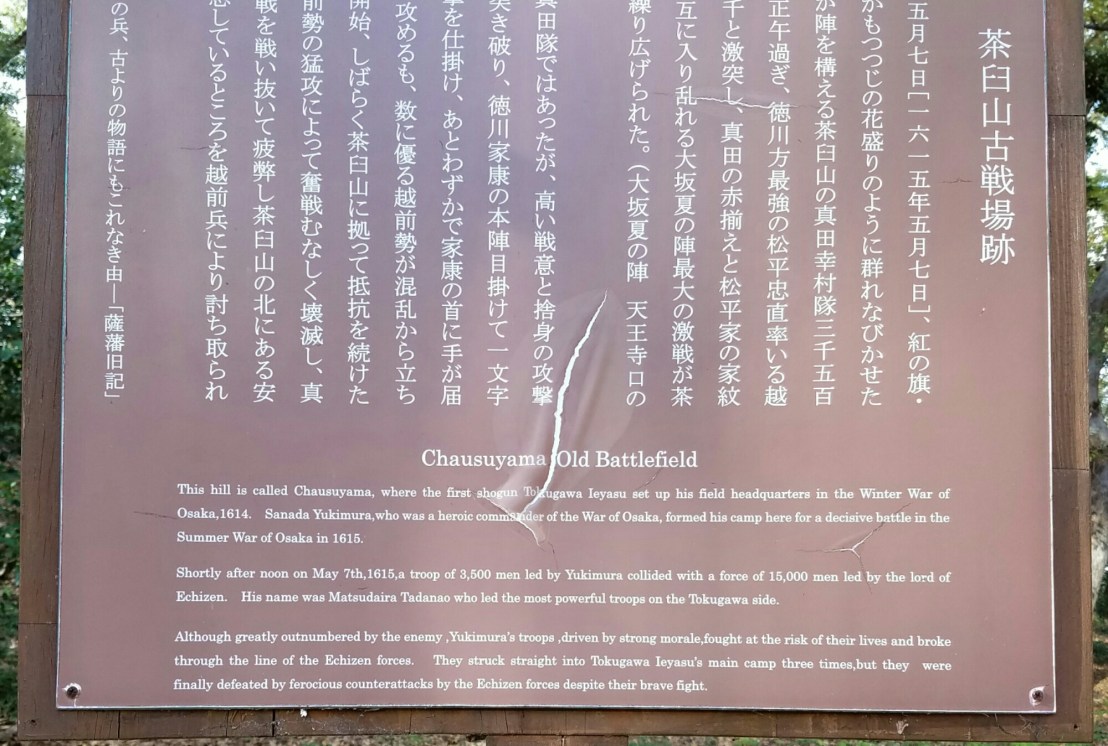 茶臼山古戦場跡
五月七日［一六一五年五月七日］、紅の旗・
がもつつじの花盛りのように群れなびかせた
が陣を構える茶臼山の真田幸村隊三千五百
正午過ぎ、徳川方最強の松平忠直率いる越
千と激突し、真田の赤揃えと松平家の家紋
互に入り乱れる大坂夏の陣最大の激戦が茶
繰り広げられた。（大坂夏の陣　天王寺口の
真田隊ではあったが、高い戦意と捨身の攻撃
突き破り、徳川家康の本陣目掛けて一文字
撃を仕掛け、あとわずかで家康の首に手が届
攻めるも、数に優る越前勢が混乱から立ち
開始、しばらく茶臼山に拠って抵抗を続けた
前勢の猛攻によって奮戦むなしく壊滅し、真
戦を戦い抜いて疲弊し茶臼山の北にある安
息しているところを越前兵により討ち取られ
の兵、古よりの物語にもこれなき由―「薩藩旧記」
Chausuyama Old Battlefield
This hill is called Chausuyama, where the first shogun Tokugawa Ieyasu set up his field headquarters in the Winter War of
Osaka,1614. Sanada Yukimura,who was a heroic commander of the War of Osaka, formed his camp here for a decisive battle in the
Summer War of Osaka in 1615.
Shortly after noon on May 7th,1615,a troop of 3,500 men led by Yukimura collided with a force of 15,000 men led by the lord of
Echizen. His name was Matsudaira Tadanao who led the most powerful troops on the Tokugawa side.
Although greatly outnumbered by the enemy ,Yukimura's troops ,driven by strong morale,fought at the risk of their lives and broke
through the line of the Echizen forces. They struck straight into Tokugawa Ieyasu's main camp three times,but they were
finally defeated by ferocious counterattacks by the Echizen forces despite their brave fight.